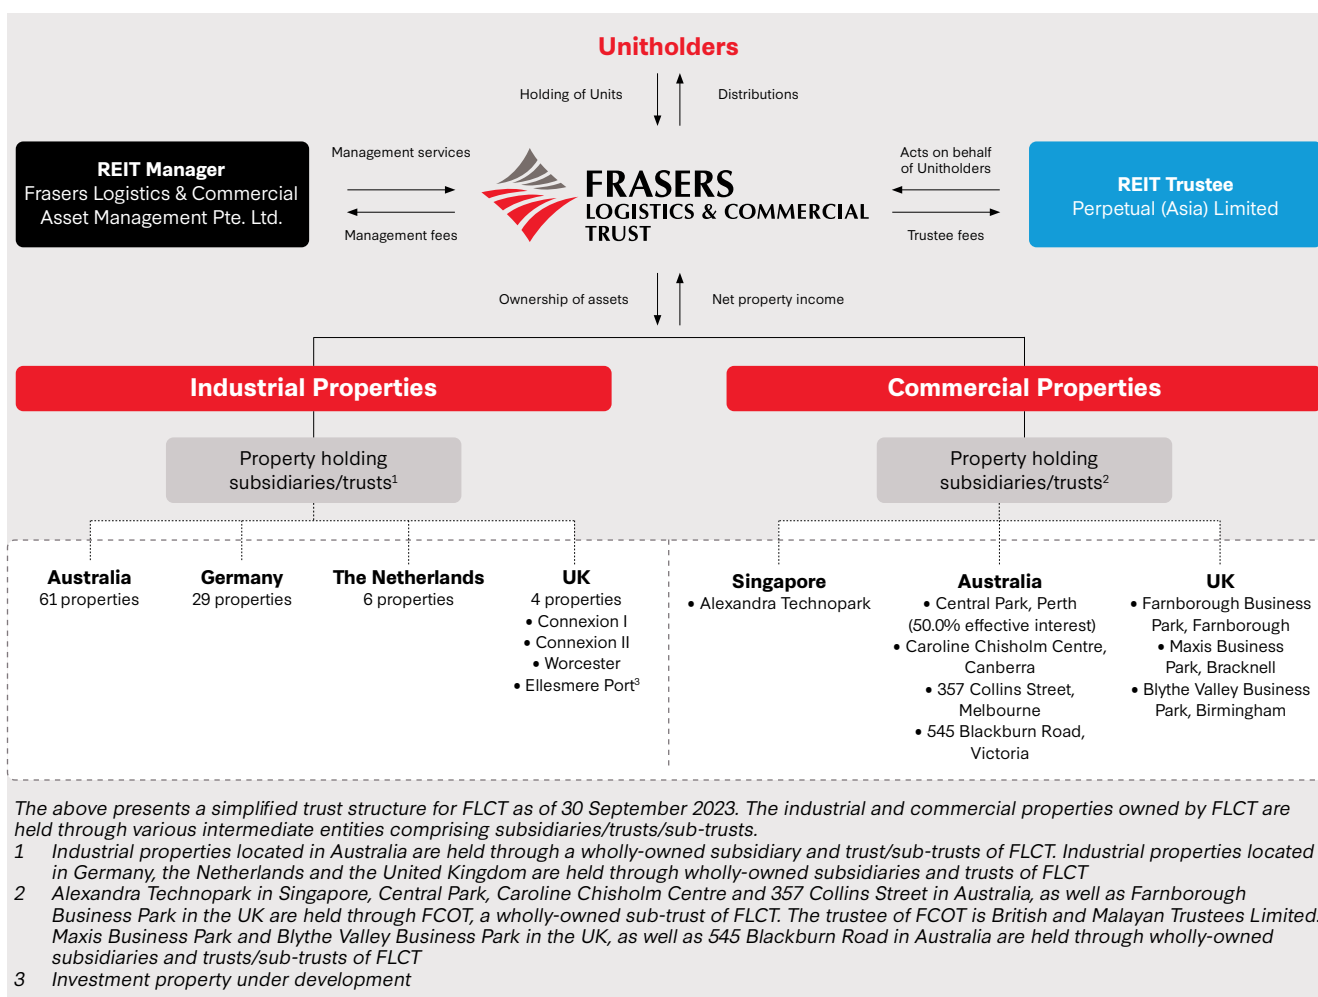 Unitholders
Holding of Units
Distributions
REIT Manager
Frasers Logistics & Commercial
Asset Management Pte. Ltd.
Management services
Management fees
FRASERS
LOGISTICS & COMMERCIAL
TRUST
Acts on behalf
of Unitholders
Trustee fees
REIT Trustee
Perpetual (Asia) Limited
Ownership of assets
Net property income
Industrial Properties
Commercial Properties
Property holding
subsidiaries/trusts1
Property holding
subsidiaries/trusts2
Australia
61 properties
Germany
29 properties
The Netherlands
6 properties
UK
4 properties
• Connexion I
• Connexion II
• Worcester
• Ellesmere Port3
Singapore
• Alexandra Technopark
Australia
• Central Park, Perth
(50.0% effective interest)
• Caroline Chisholm Centre,
Canberra
• 357 Collins Street,
Melbourne
• 545 Blackburn Road,
Victoria
UK
• Farnborough Business
Park, Farnborough
• Maxis Business
Park, Bracknell
• Blythe Valley Business
Park, Birmingham
The above presents a simplified trust structure for FLCT as of 30 September 2023. The industrial and commercial properties owned by FLCT are
held through various intermediate entities comprising subsidiaries/trusts/sub-trusts.
1 Industrial properties located in Australia are held through a wholly-owned subsidiary and trust/sub-trusts of FLCT. Industrial properties located
in Germany, the Netherlands and the United Kingdom are held through wholly-owned subsidiaries and trusts of FLCT
2 Alexandra Technopark in Singapore, Central Park, Caroline Chisholm Centre and 357 Collins Street in Australia, as well as Farnborough
Business Park in the UK are held through FCOT, a wholly-owned sub-trust of FLCT. The trustee of FCOT is British and Malayan Trustees Limited.
Maxis Business Park and Blythe Valley Business Park in the UK, as well as 545 Blackburn Road in Australia are held through wholly-owned
subsidiaries and trusts/sub-trusts of FLCT
3 Investment property under development